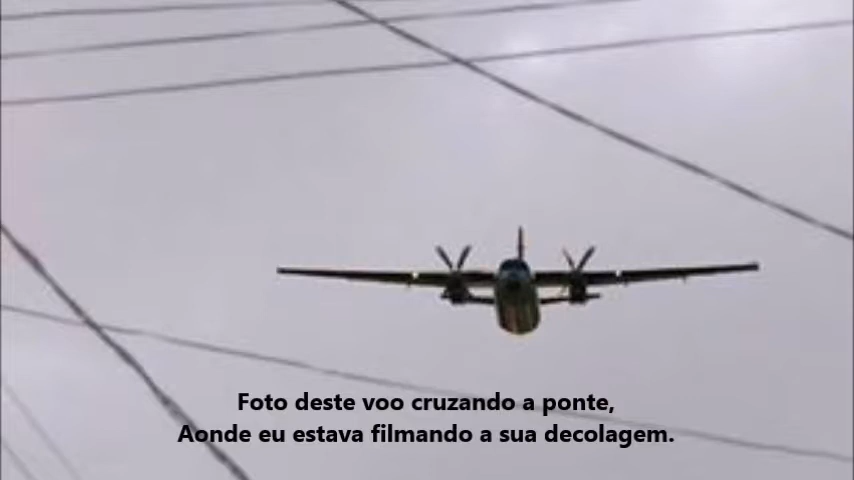 Foto deste voo cruzando a ponte,
Aonde eu estava filmando a sua decolagem.